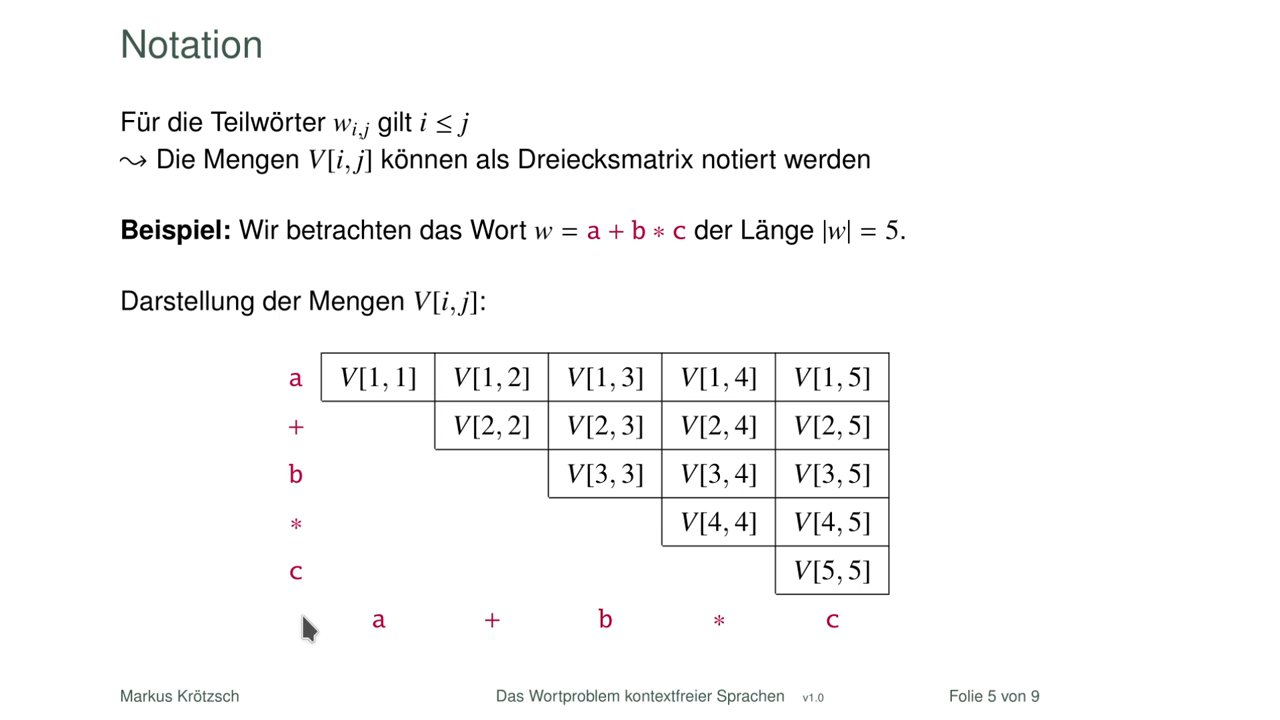 Notation
Für die Teilwörter w_{i,j} gilt i ≤ j
⇝ Die Mengen V[i, j] können als Dreiecksmatrix notiert werden
Beispiel: Wir betrachten das Wort w = a + b ∗ c der Länge |w| = 5.
Darstellung der Mengen V[i, j]:
a V[1, 1] V[1, 2] V[1, 3] V[1, 4] V[1, 5]
+ V[2, 2] V[2, 3] V[2, 4] V[2, 5]
b V[3, 3] V[3, 4] V[3, 5]
∗ V[4, 4] V[4, 5]
c V[5, 5]
a + b ∗ c
Markus Krötzsch Das Wortproblem kontextfreier Sprachen v1.0 Folie 5 von 9